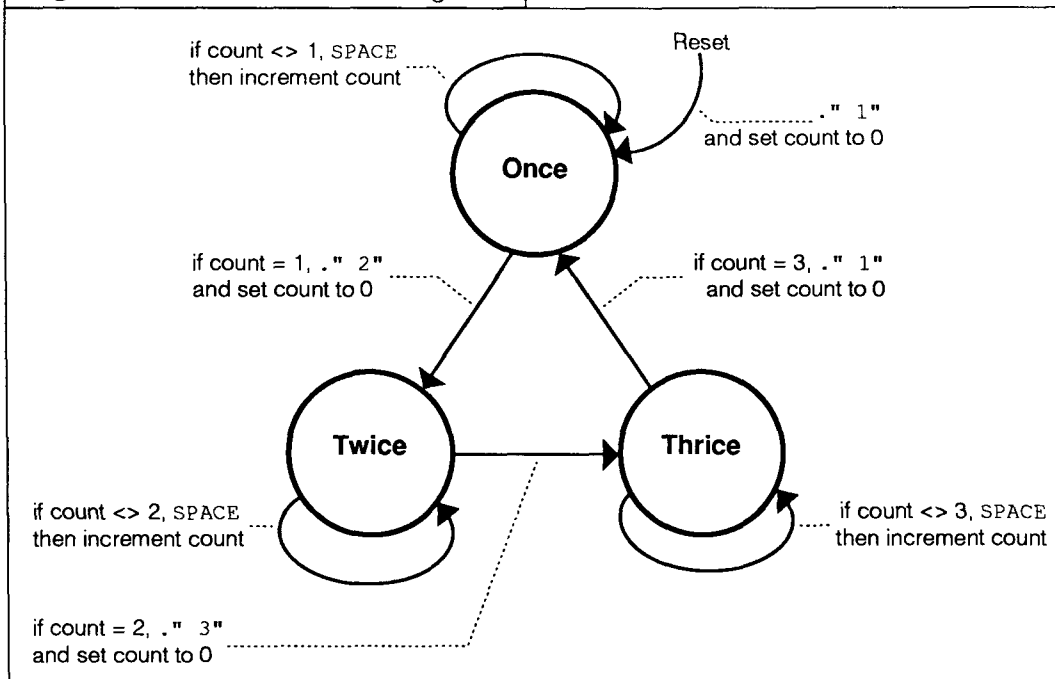 if count <> 1, SPACE
then increment count
Reset
." 1"
and set count to 0
Once
if count = 1, ." 2"
and set count to 0
if count = 3, ." 1"
and set count to 0
Twice
Thrice
if count <> 2, SPACE
then increment count
if count <> 3, SPACE
then increment count
if count = 2, ." 3"
and set count to 0